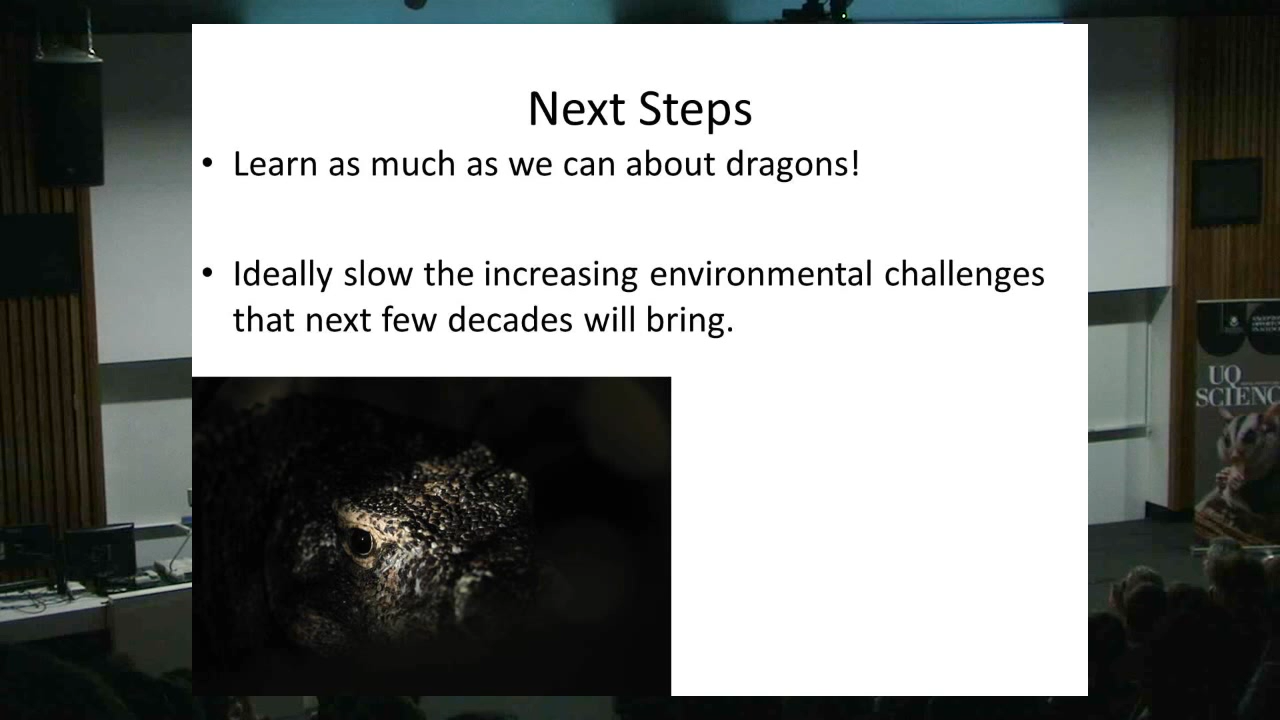 Next Steps
• Learn as much as we can about dragons!
• Ideally slow the increasing environmental challenges
that next few decades will bring.
UQ
SCIENC